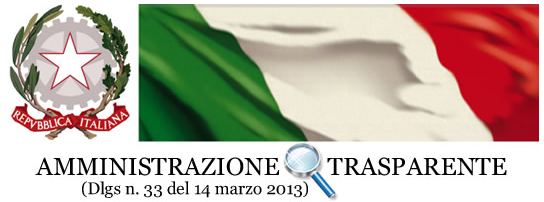 REPVBBLICA ITALIANA
AMMINISTRAZIONE TRASPARENTE
(Dlgs n. 33 del 14 marzo 2013)